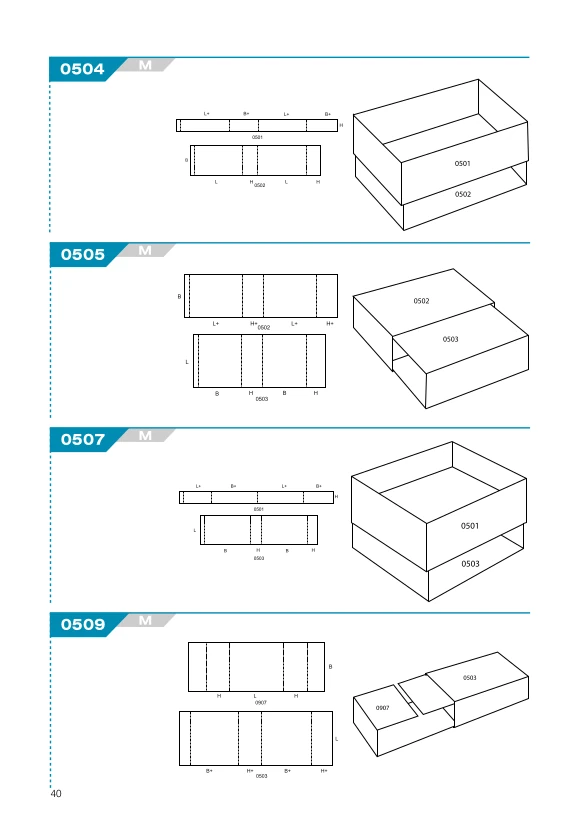 0504 M
L+ B+ L+ B+
H
0501
B
L H L H
0502
0501
0502
0505 M
B
L+ H+ L+ H+
0502
L
B H B H
0503
0502
0503
0507 M
L+ B+ L+ B+
H
0501
L
B H B H
0503
0501
0503
0509 M
B
H L H
0907
L
B+ H+ B+ H+
0503
0907
0503
40